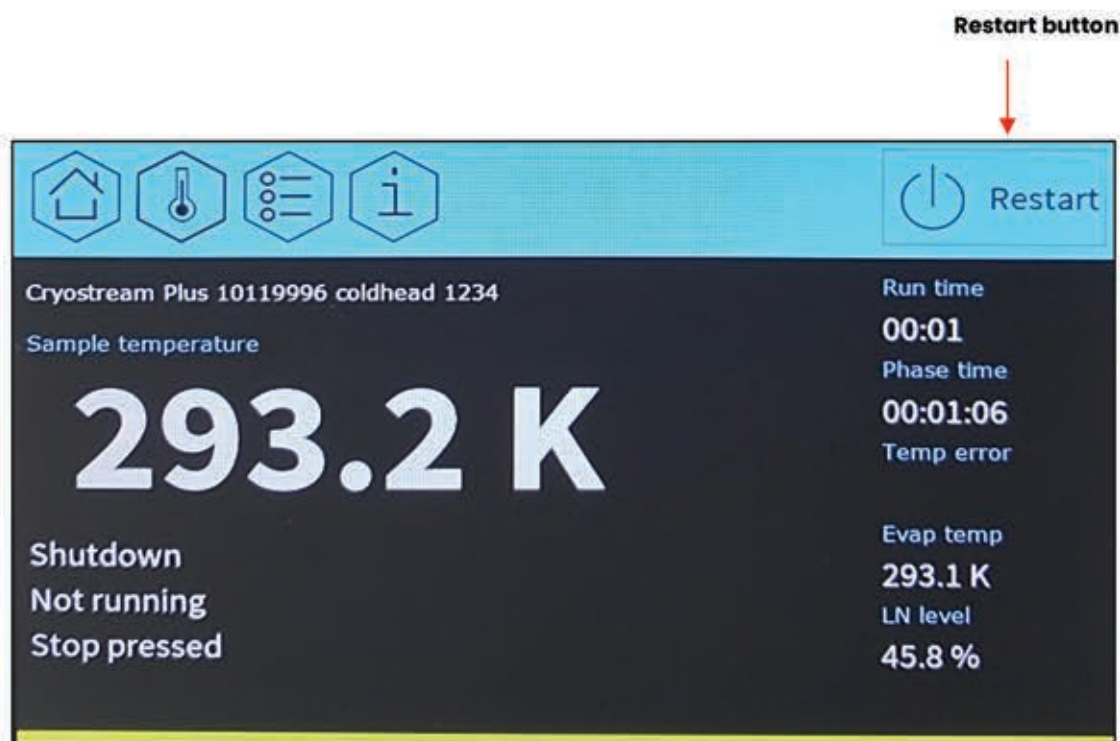 Restart button
i
Restart
Cryostream Plus 10119996 coldhead 1234
Sample temperature
293.2 K
Shutdown
Not running
Stop pressed
Run time
00:01
Phase time
00:01:06
Temp error
Evap temp
293.1 K
LN level
45.8 %